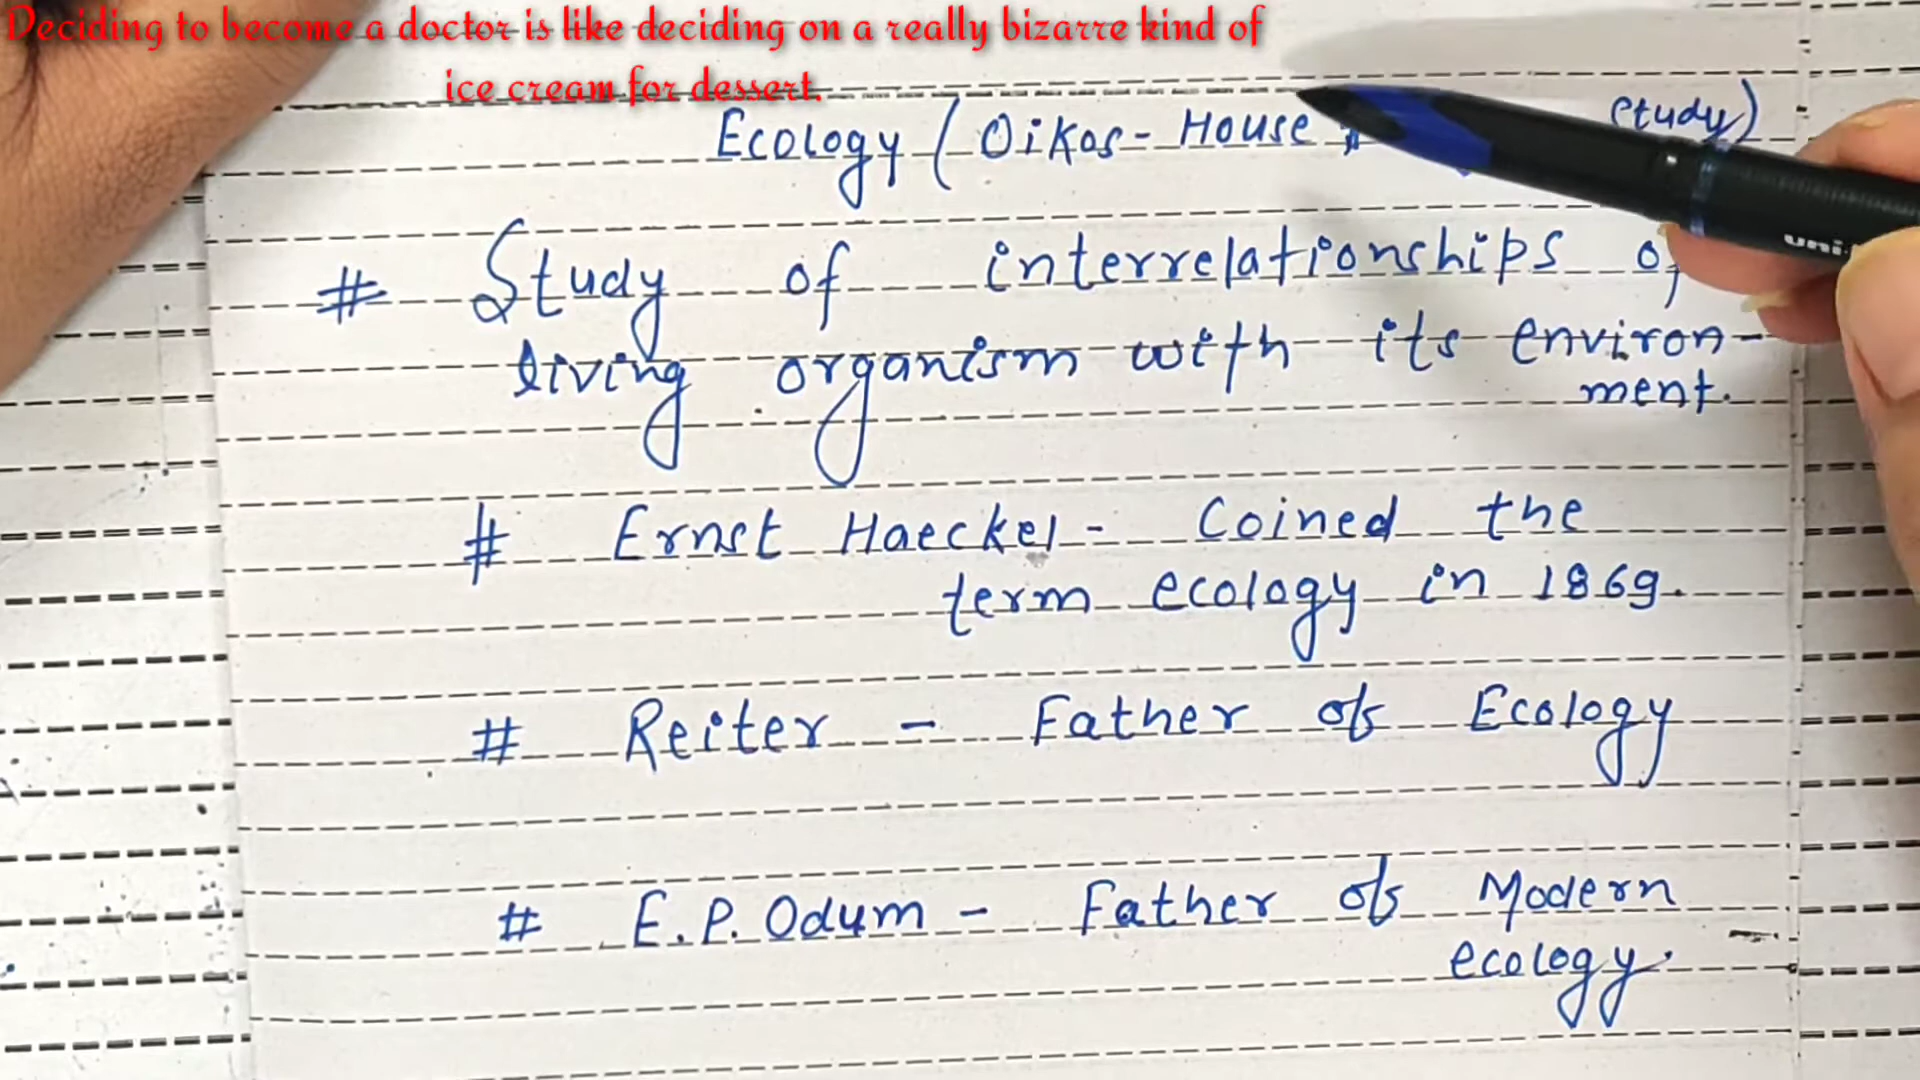 Deciding to become a doctor is like deciding on a really bizarre kind of
ice cream for dessert.
Ecology (Oikos - House, study)
# Study of interrelationships of
living organism with its environ-
ment.
# Ernst Haeckel - Coined the
term ecology in 1869.
# Reiter - Father of Ecology
# E.P. Odum - Father of Modern
ecology.
uni